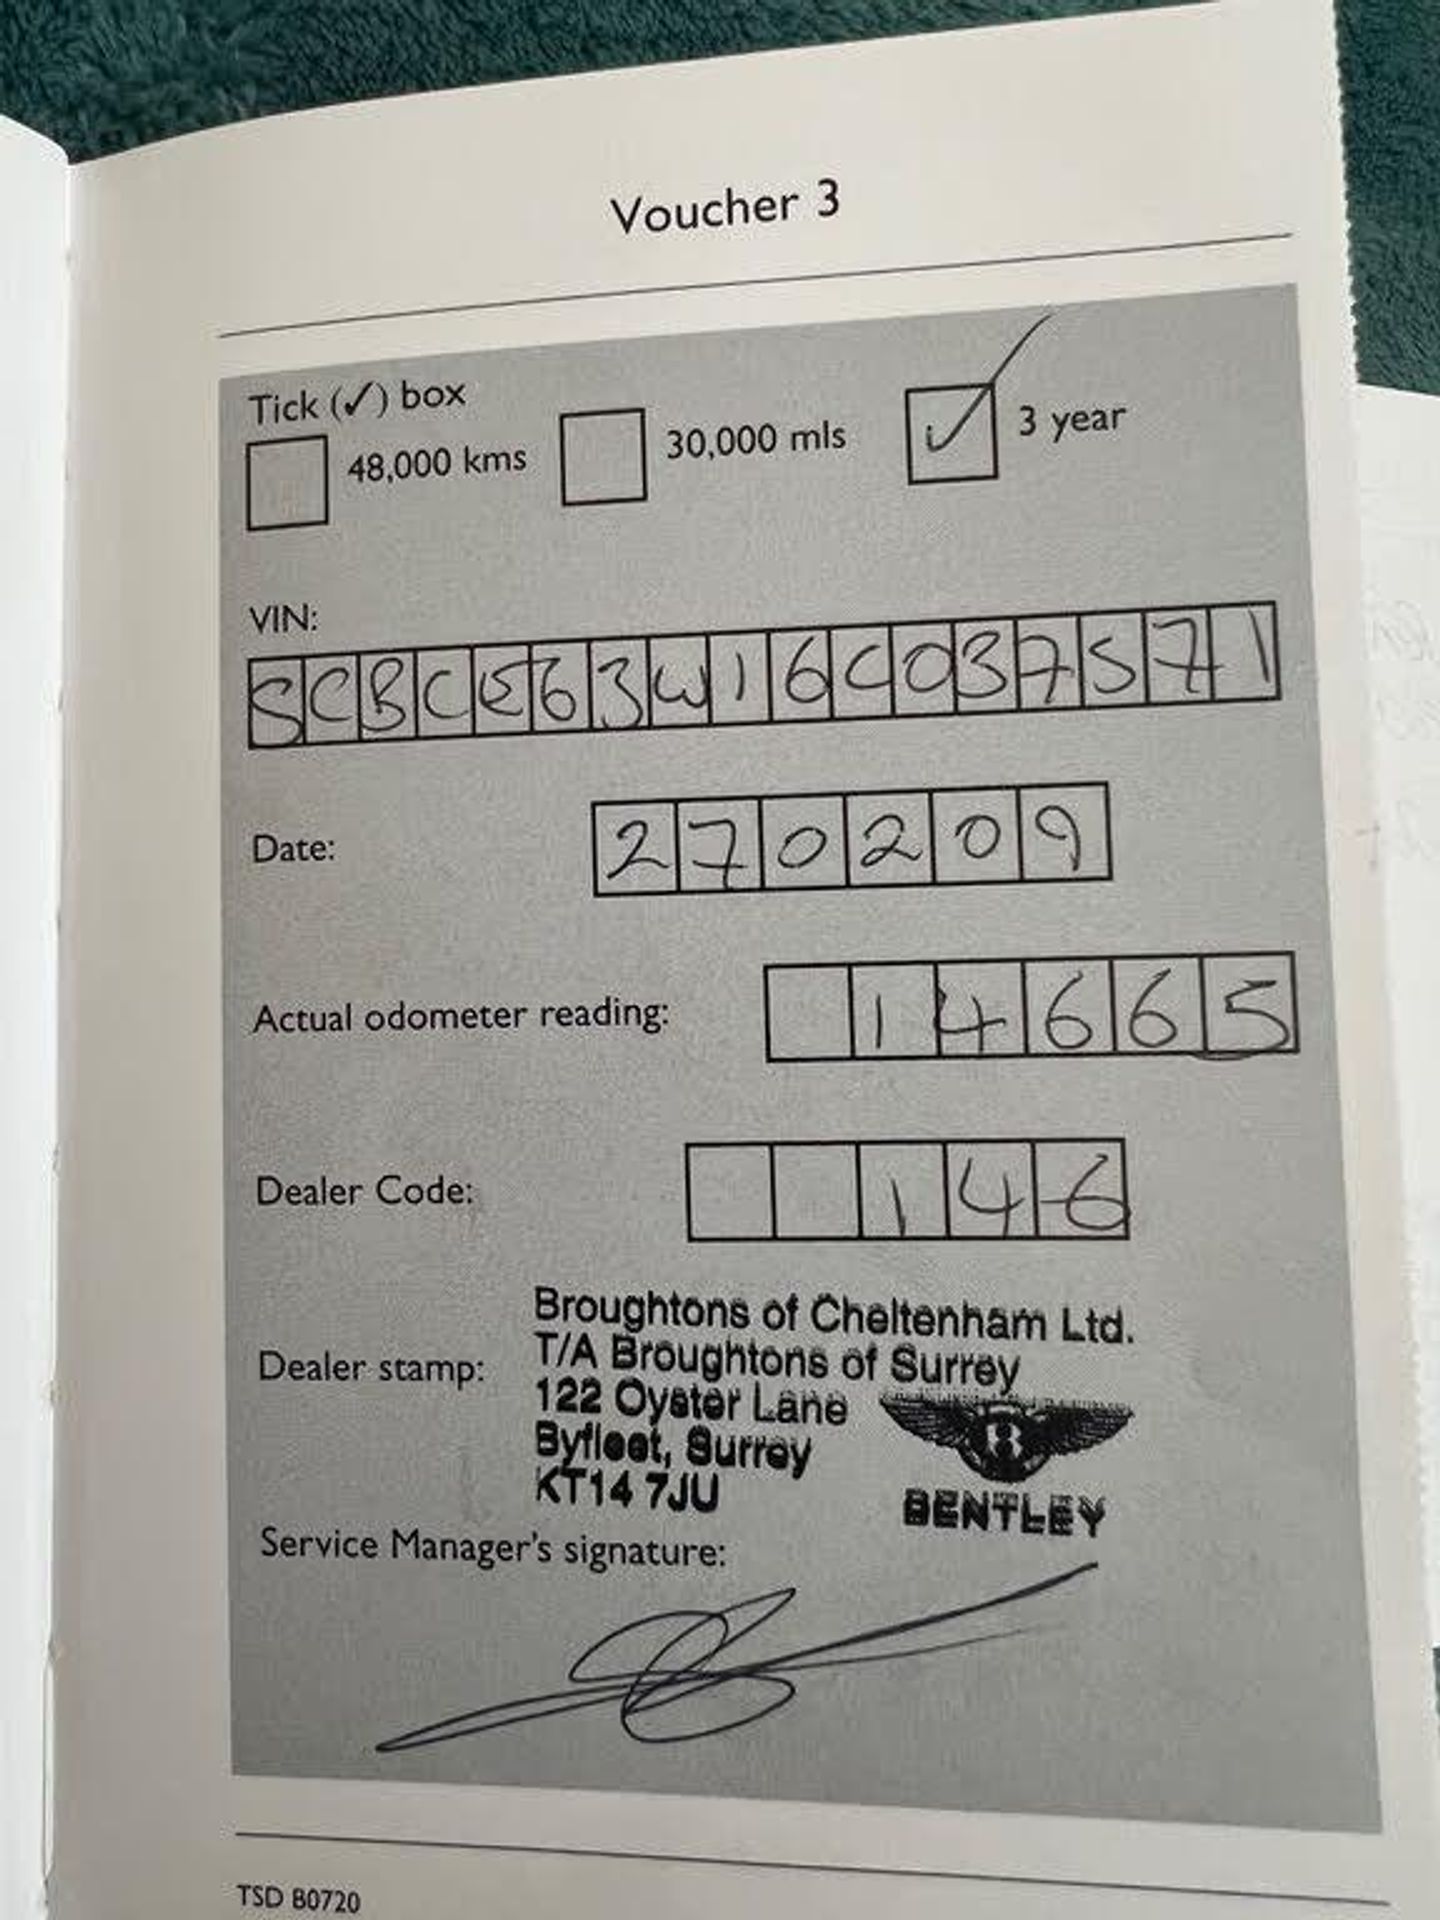 Voucher 3
Tick (✓) box
48,000 kms 30,000 mls ✓ 3 year
VIN:
SCBCE63W16C037571
Date: 270209
Actual odometer reading: 14665
Dealer Code: 146
Dealer stamp:
Broughtons of Cheltenham Ltd.
T/A Broughtons of Surrey
122 Oyster Lane
Byfleet, Surrey
KT14 7JU
B
BENTLEY
Service Manager's signature:
TSD B0720